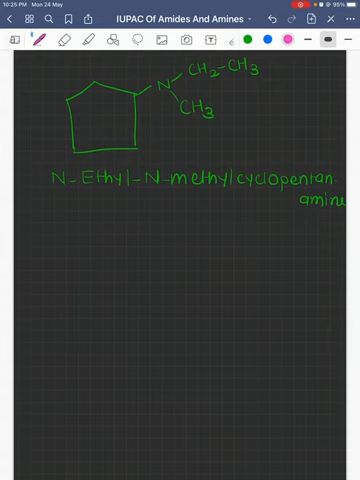 10:25 PM Mon 24 May
95%
IUPAC Of Amides And Amines
N CH2-CH3
CH3
N-Ethyl-N-methylcyclopentan-
amine